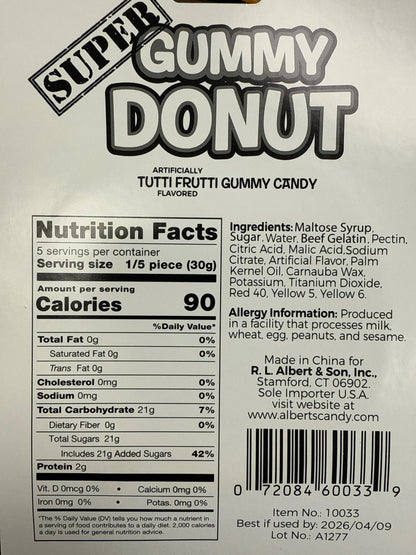 SUPER
GUMMY
DONUT
ARTIFICIALLY
TUTTI FRUTTI GUMMY CANDY
FLAVORED
Nutrition Facts
5 servings per container
Serving size 1/5 piece (30g)
Amount per serving
Calories 90
%Daily Value*
Total Fat 0g 0%
Saturated Fat 0g 0%
Trans Fat 0g
Cholesterol 0mg 0%
Sodium 0mg 0%
Total Carbohydrate 21g 7%
Dietary Fiber 0g 0%
Total Sugars 21g
Includes 21g Added Sugars 42%
Protein 2g
Vit. D 0mcg 0% • Calcium 0mg 0%
Iron 0mg 0% • Potas. 0mg 0%
*The % Daily Value (DV) tells you how much a nutrient in
a serving of food contributes to a daily diet. 2,000 calories
a day is used for general nutrition advice.
Ingredients: Maltose Syrup,
Sugar, Water, Beef Gelatin, Pectin,
Citric Acid, Malic Acid,Sodium
Citrate, Artificial Flavor, Palm
Kernel Oil, Carnauba Wax,
Potassium, Titanium Dioxide,
Red 40, Yellow 5, Yellow 6.
Allergy Information: Produced
in a facility that processes milk,
wheat, egg, peanuts, and sesame.
Made in China for
R. L. Albert & Son, Inc.,
Stamford, CT 06902.
Sole Importer U.S.A.
visit website at
www.albertscandy.com
0 72084 60033 9
Item No.: 10033
Best if used by: 2026/04/09
Lot No.: A1277